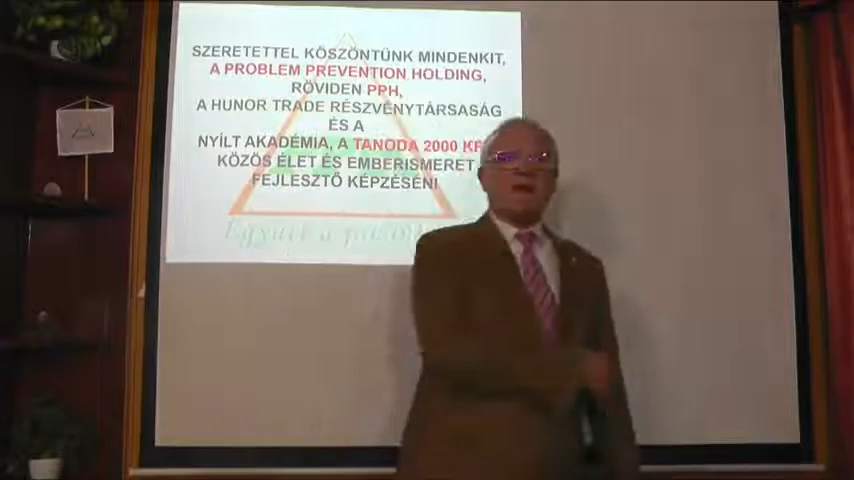 SZERETETTEL KÖSZÖNTÜNK MINDENKIT,
A PROBLEM PREVENTION HOLDING,
RÖVIDEN PPH,
A HUNOR TRADE RÉSZVÉNYTÁRSASÁG
ÉS A
NYÍLT AKADÉMIA, A TANODA 2000
KÖZÖS ÉLET ÉS EMBERISMERET
FEJLESZTŐ KÉPZÉSÉN!
Együtt a